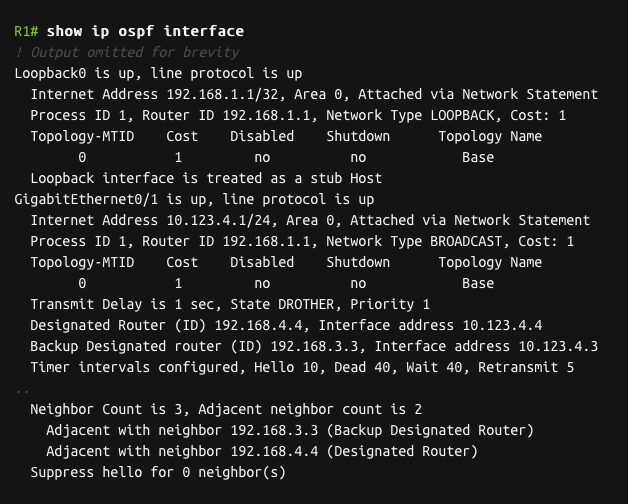 R1# show ip ospf interface
! Output omitted for brevity
Loopback0 is up, line protocol is up
  Internet Address 192.168.1.1/32, Area 0, Attached via Network Statement
  Process ID 1, Router ID 192.168.1.1, Network Type LOOPBACK, Cost: 1
  Topology-MTID    Cost    Disabled    Shutdown      Topology Name
        0           1         no          no            Base
  Loopback interface is treated as a stub Host
GigabitEthernet0/1 is up, line protocol is up
  Internet Address 10.123.4.1/24, Area 0, Attached via Network Statement
  Process ID 1, Router ID 192.168.1.1, Network Type BROADCAST, Cost: 1
  Topology-MTID    Cost    Disabled    Shutdown      Topology Name
        0           1         no          no            Base
  Transmit Delay is 1 sec, State DROTHER, Priority 1
  Designated Router (ID) 192.168.4.4, Interface address 10.123.4.4
  Backup Designated router (ID) 192.168.3.3, Interface address 10.123.4.3
  Timer intervals configured, Hello 10, Dead 40, Wait 40, Retransmit 5
..
  Neighbor Count is 3, Adjacent neighbor count is 2
    Adjacent with neighbor 192.168.3.3 (Backup Designated Router)
    Adjacent with neighbor 192.168.4.4 (Designated Router)
  Suppress hello for 0 neighbor(s)